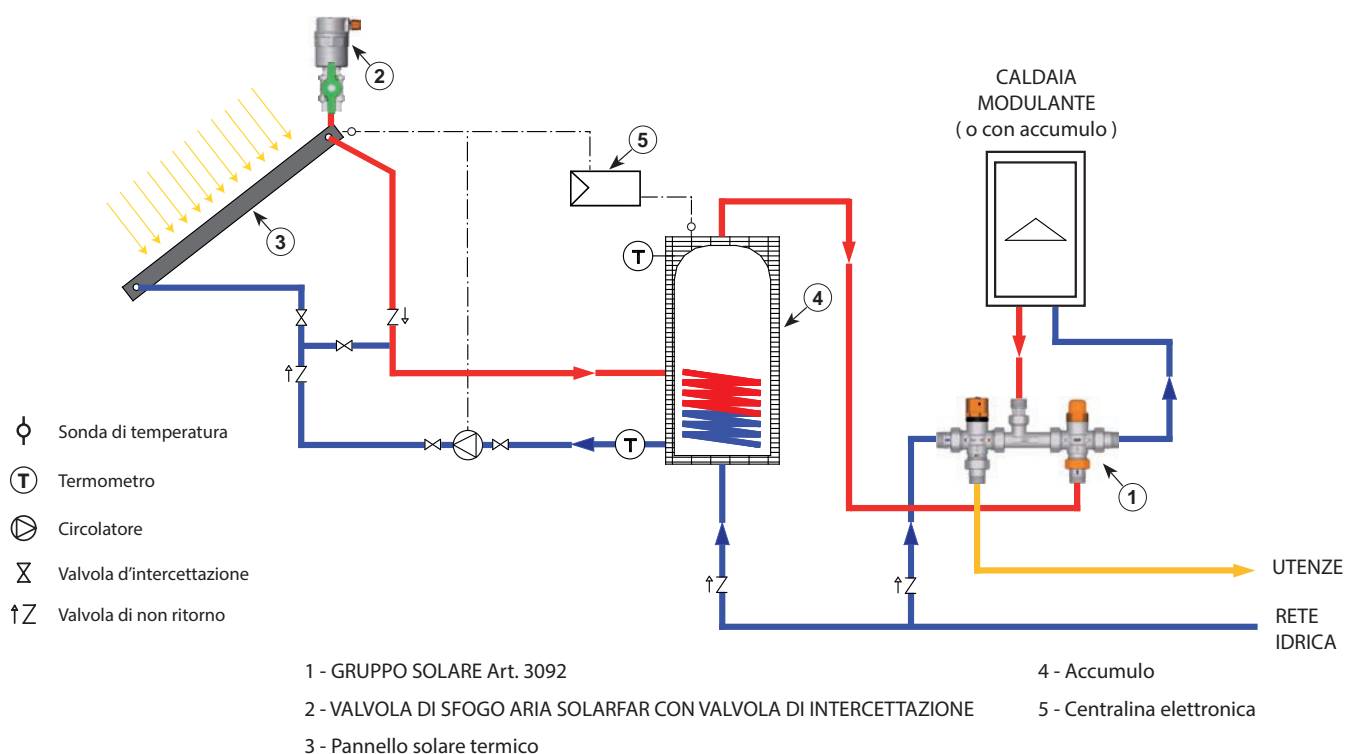 2
CALDAIA
MODULANTE
( o con accumulo )
5
3
T
4
Sonda di temperatura
T Termometro
T
1
Circolatore
Valvola d'intercettazione
UTENZE
Valvola di non ritorno
RETE
IDRICA
1 - GRUPPO SOLARE Art. 3092
2 - VALVOLA DI SFOGO ARIA SOLARFAR CON VALVOLA DI INTERCETTAZIONE
3 - Pannello solare termico
4 - Accumulo
5 - Centralina elettronica